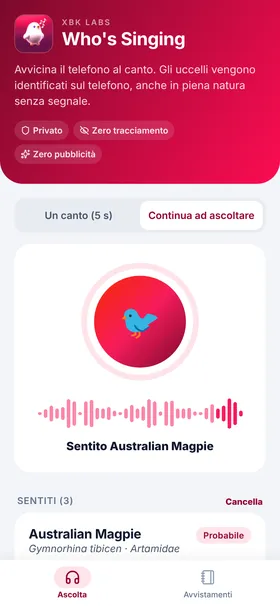 XBK LABS
Who's Singing
Avvicina il telefono al canto. Gli uccelli vengono
identificati sul telefono, anche in piena natura
senza segnale.
Privato
Zero tracciamento
Zero pubblicità
Un canto (5 s)
Continua ad ascoltare
Sentito Australian Magpie
SENTITI (3)
Cancella
Australian Magpie
Probabile
Gymnorhina tibicen · Artamidae
Ascolta
Avvistamenti